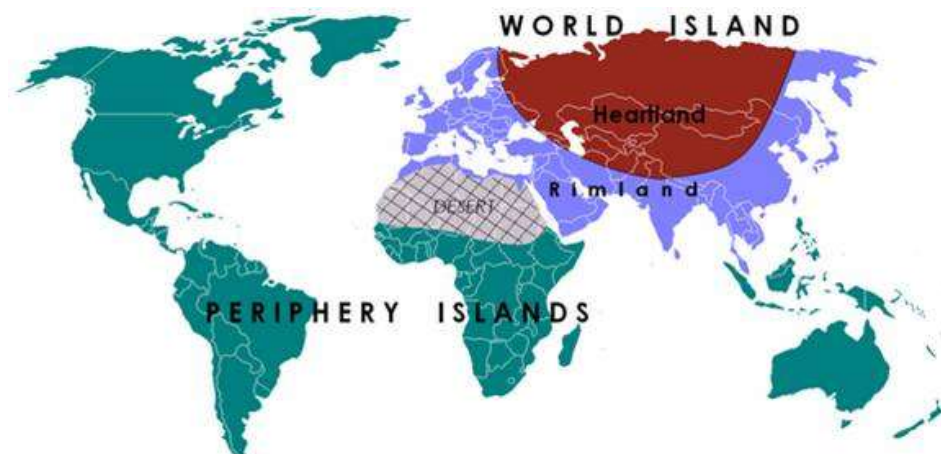 WORLD ISLAND
Heartland
Rimland
DESERT
PERIPHERY ISLANDS